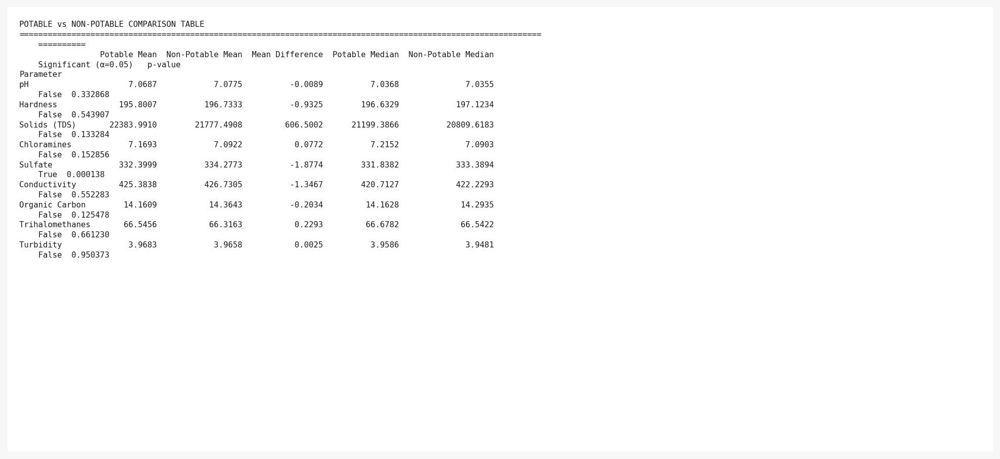 POTABLE vs NON-POTABLE COMPARISON TABLE
==============================================================================================================
    ==========
                 Potable Mean  Non-Potable Mean  Mean Difference  Potable Median  Non-Potable Median
    Significant (α=0.05)   p-value
Parameter
pH                     7.0687            7.0775          -0.0089          7.0368              7.0355
    False  0.332868
Hardness             195.8007          196.7333          -0.9325        196.6329            197.1234
    False  0.543907
Solids (TDS)       22383.9910        21777.4908         606.5002      21199.3866          20809.6183
    False  0.133284
Chloramines            7.1693            7.0922           0.0772          7.2152              7.0903
    False  0.152856
Sulfate              332.3999          334.2773          -1.8774        331.8382            333.3894
    True  0.000138
Conductivity         425.3838          426.7305          -1.3467        420.7127            422.2293
    False  0.552283
Organic Carbon        14.1609           14.3643          -0.2034         14.1628             14.2935
    False  0.125478
Trihalomethanes       66.5456           66.3163           0.2293         66.6782             66.5422
    False  0.661230
Turbidity              3.9683            3.9658           0.0025          3.9586              3.9481
    False  0.950373